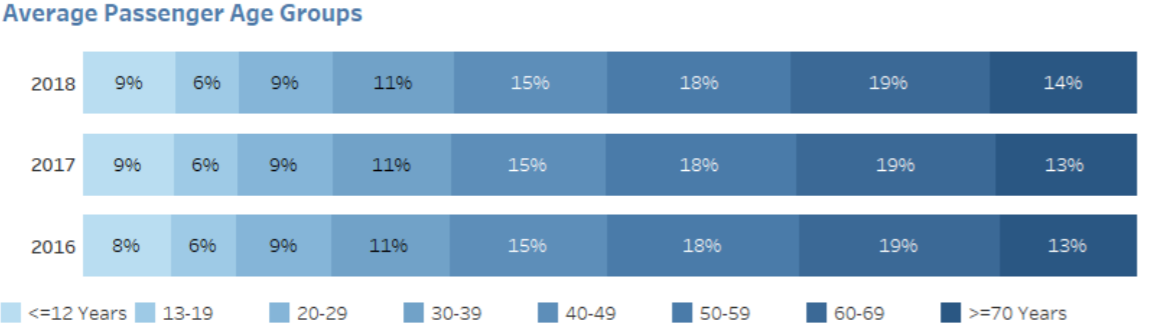 Average Passenger Age Groups
2018 9% 6% 9% 11% 15% 18% 19% 14%
2017 9% 6% 9% 11% 15% 18% 19% 13%
2016 8% 6% 9% 11% 15% 18% 19% 13%
<=12 Years 13-19 20-29 30-39 40-49 50-59 60-69 >=70 Years